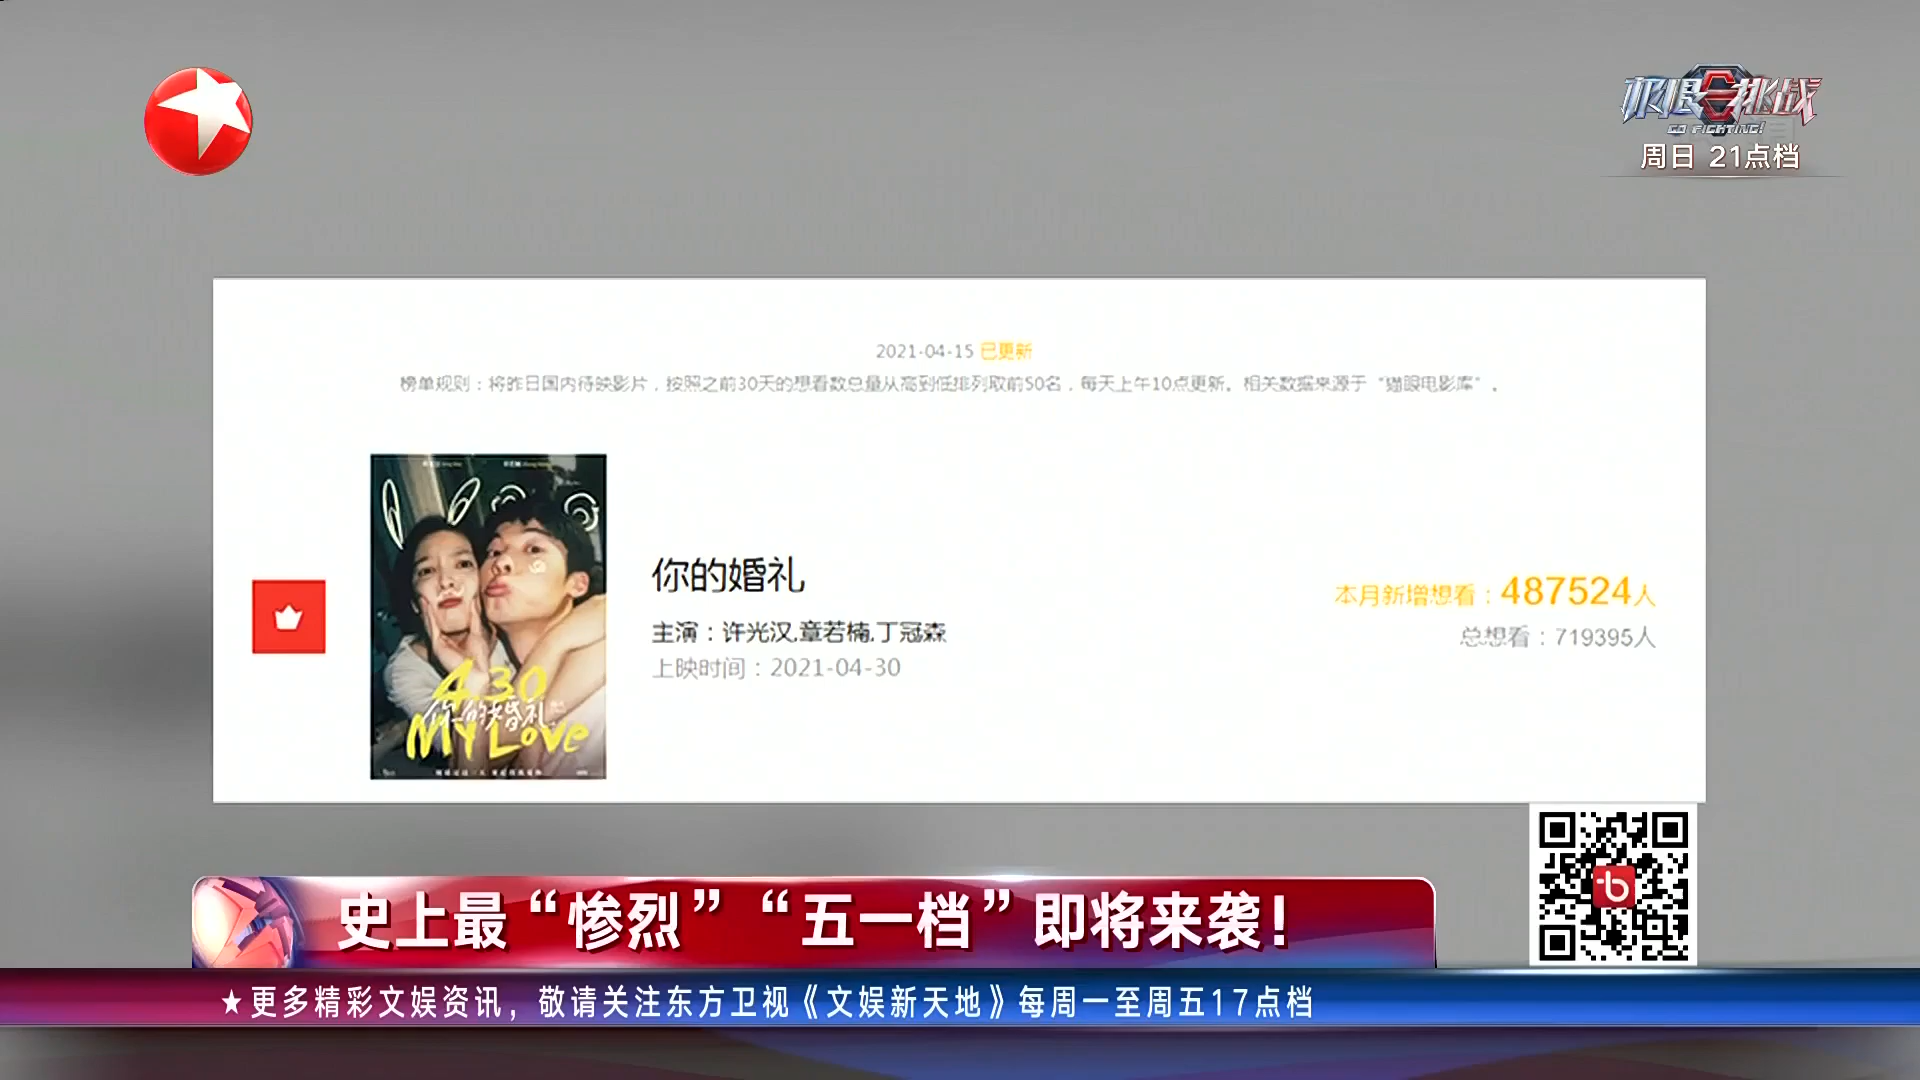 极限挑战
GO FIGHTING!
周日 21点档
2021-04-15 已更新
榜单规则：将昨日国内待映影片，按照之前30天的想看数总量从高到低排列取前50名，每天上午10点更新。相关数据来源于“猫眼电影库”。
4.30
你的婚礼
My Love
你的婚礼
主演：许光汉,章若楠,丁冠森
上映时间：2021-04-30
本月新增想看：487524人
总想看：719395人
史上最“惨烈”“五一档”即将来袭！
★更多精彩文娱资讯，敬请关注东方卫视《文娱新天地》每周一至周五17点档